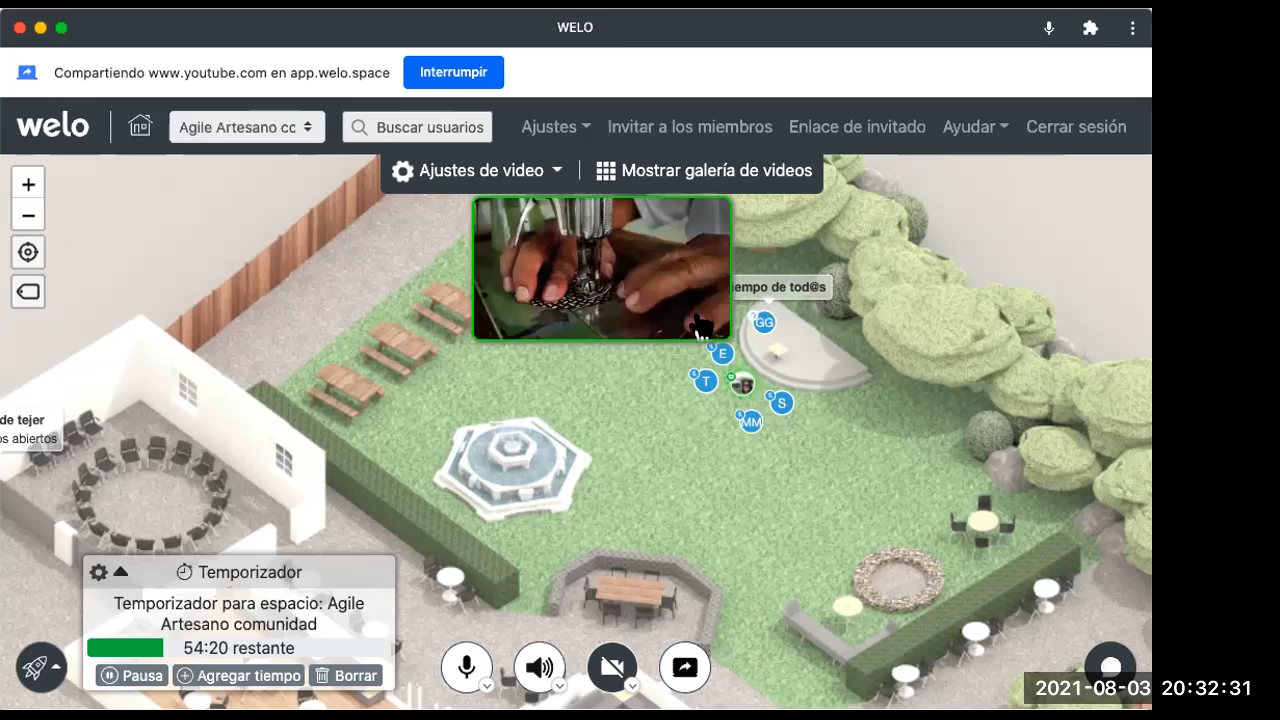 WELO
Compartiendo www.youtube.com en app.welo.space
Interrumpir
welo
Agile Artesano cc
Buscar usuarios
Ajustes
Invitar a los miembros
Enlace de invitado
Ayudar
Cerrar sesión
Ajustes de video
Mostrar galería de videos
+
−
iempo de tod@s
GG
E
T
S
MM
de tejer
os abiertos
Temporizador
Temporizador para espacio: Agile
Artesano comunidad
54:20 restante
Pausa
Agregar tiempo
Borrar
2021-08-03 20:32:31